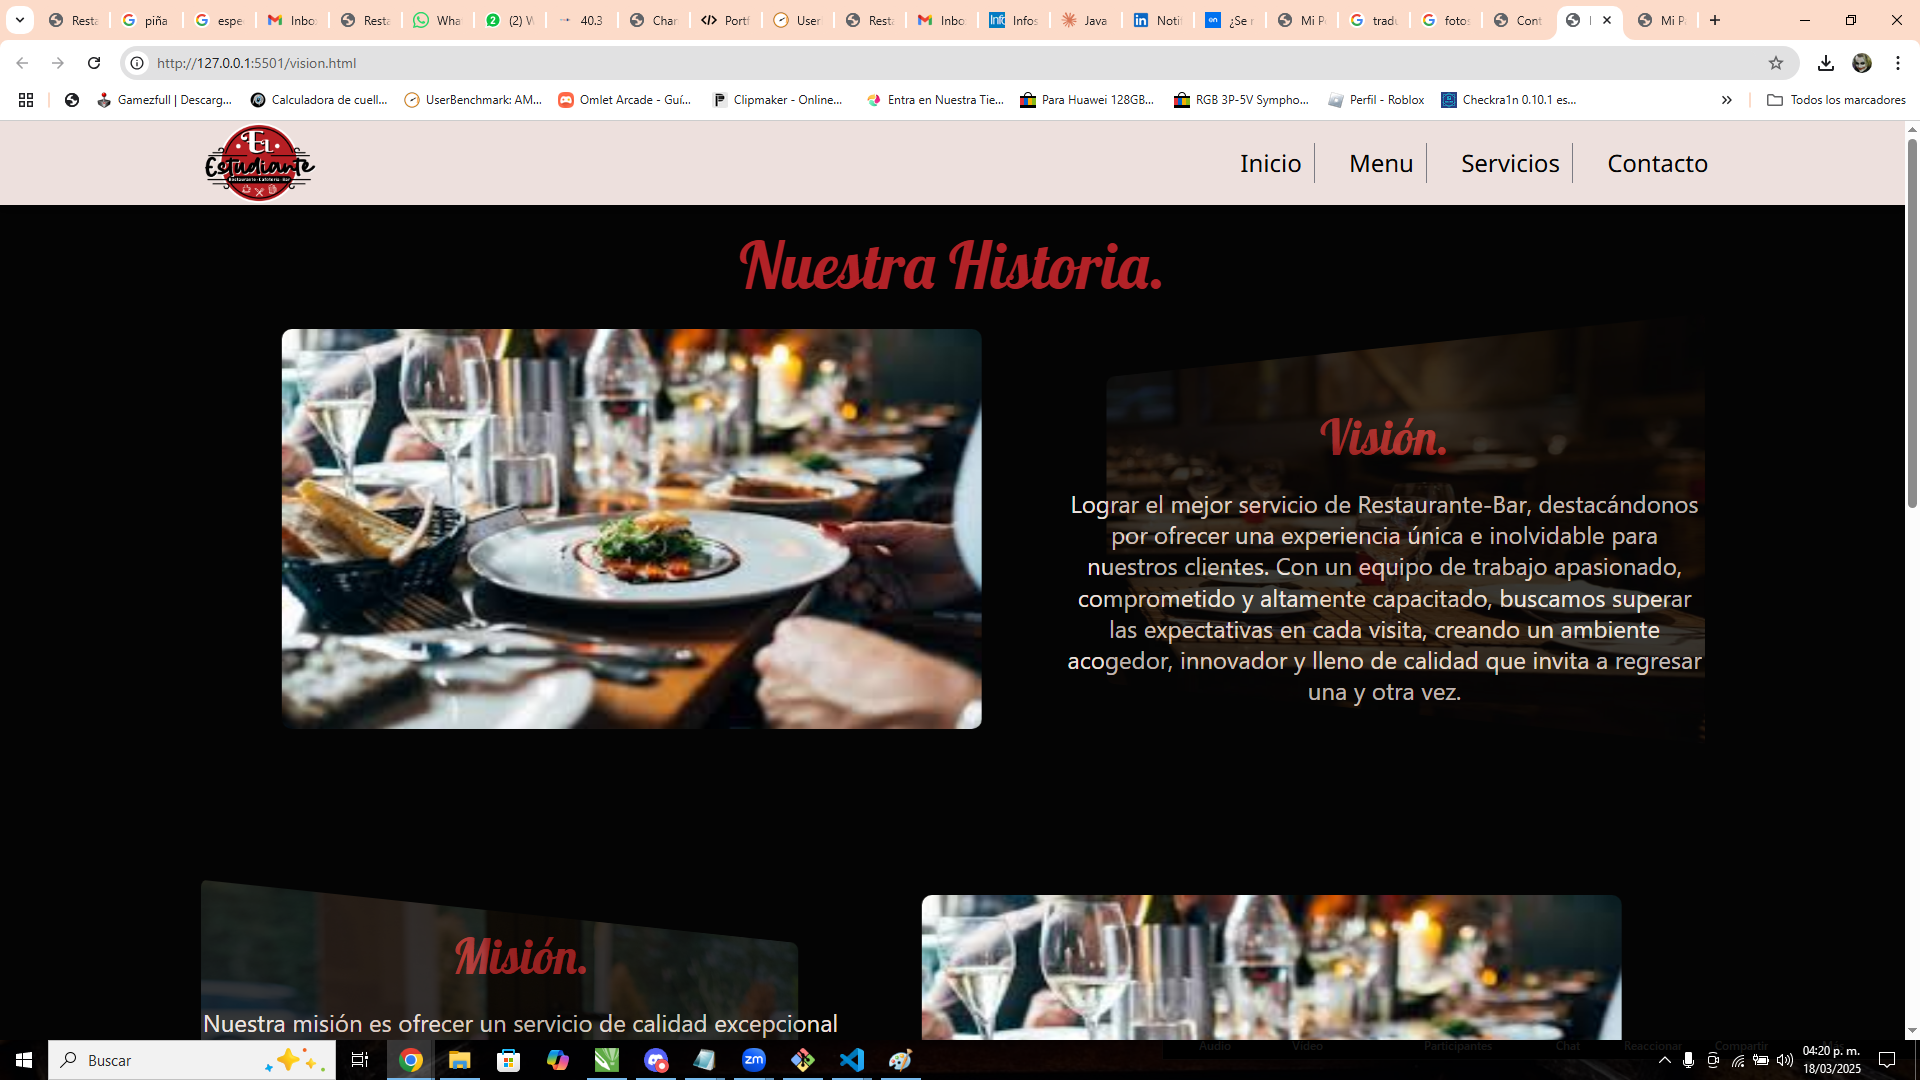 Resta
piña
espe
Inbo
Resta
Wha
(2) W
40.3
Chan
Portf
User
Resta
Inbo
Infos
Java
Notif
¿Se r
Mi P
tradu
fotos
Cont
Mi P
http://127.0.0.1:5501/vision.html
Gamezfull | Descarg...
Calculadora de cuell...
UserBenchmark: AM...
Omlet Arcade - Guí...
Clipmaker - Online...
Entra en Nuestra Tie...
Para Huawei 128GB...
RGB 3P-5V Sympho...
Perfil - Roblox
Checkra1n 0.10.1 es...
Todos los marcadores
El
Estudiante
Restaurante - Cafetería - Bar
Inicio
Menu
Servicios
Contacto
Nuestra Historia.
Visión.
Lograr el mejor servicio de Restaurante-Bar, destacándonos
por ofrecer una experiencia única e inolvidable para
nuestros clientes. Con un equipo de trabajo apasionado,
comprometido y altamente capacitado, buscamos superar
las expectativas en cada visita, creando un ambiente
acogedor, innovador y lleno de calidad que invita a regresar
una y otra vez.
Misión.
Nuestra misión es ofrecer un servicio de calidad excepcional
Buscar
Audio
Video
Participantes
Chat
Reaccionar
Compartir
04:20 p. m.
18/03/2025